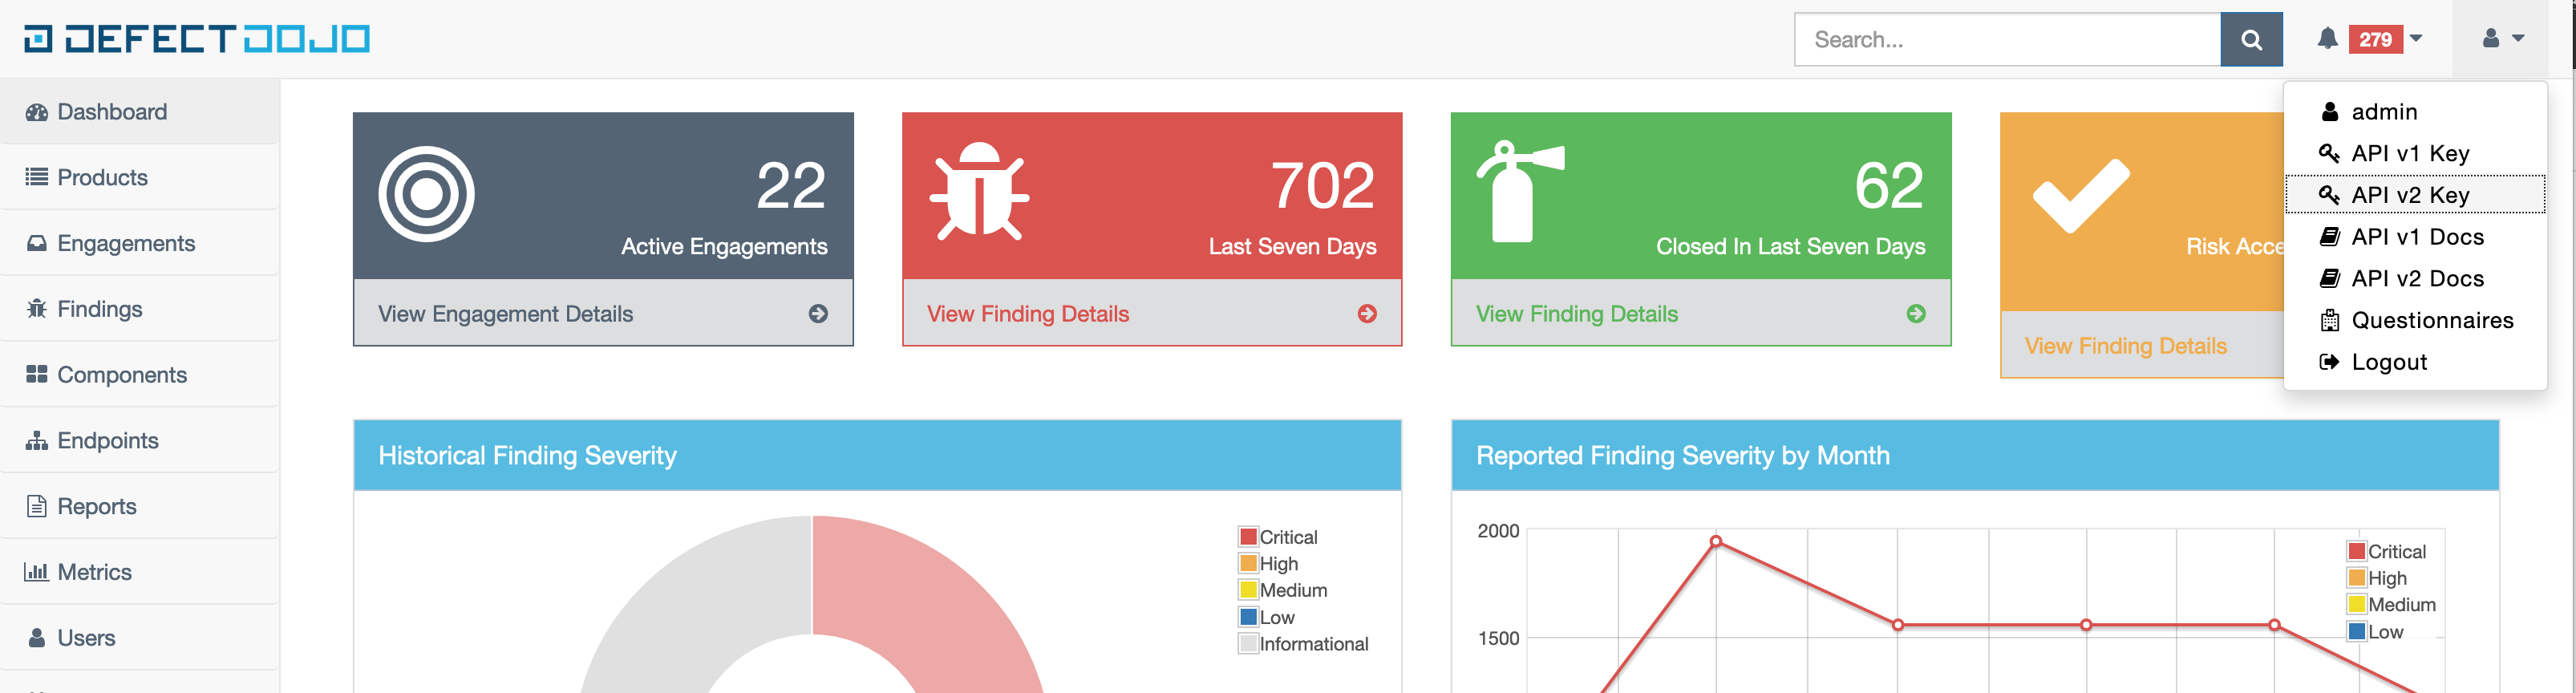 DEFECTDOJO
Search...
279
Dashboard
Products
Engagements
Findings
Components
Endpoints
Reports
Metrics
Users
22
Active Engagements
View Engagement Details
702
Last Seven Days
View Finding Details
62
Closed In Last Seven Days
View Finding Details
Risk
View Finding Details
admin
API v1 Key
API v2 Key
API v1 Docs
API v2 Docs
Questionnaires
Logout
Historical Finding Severity
Critical
High
Medium
Low
Informational
Reported Finding Severity by Month
2000
1500
Critical
High
Medium
Low